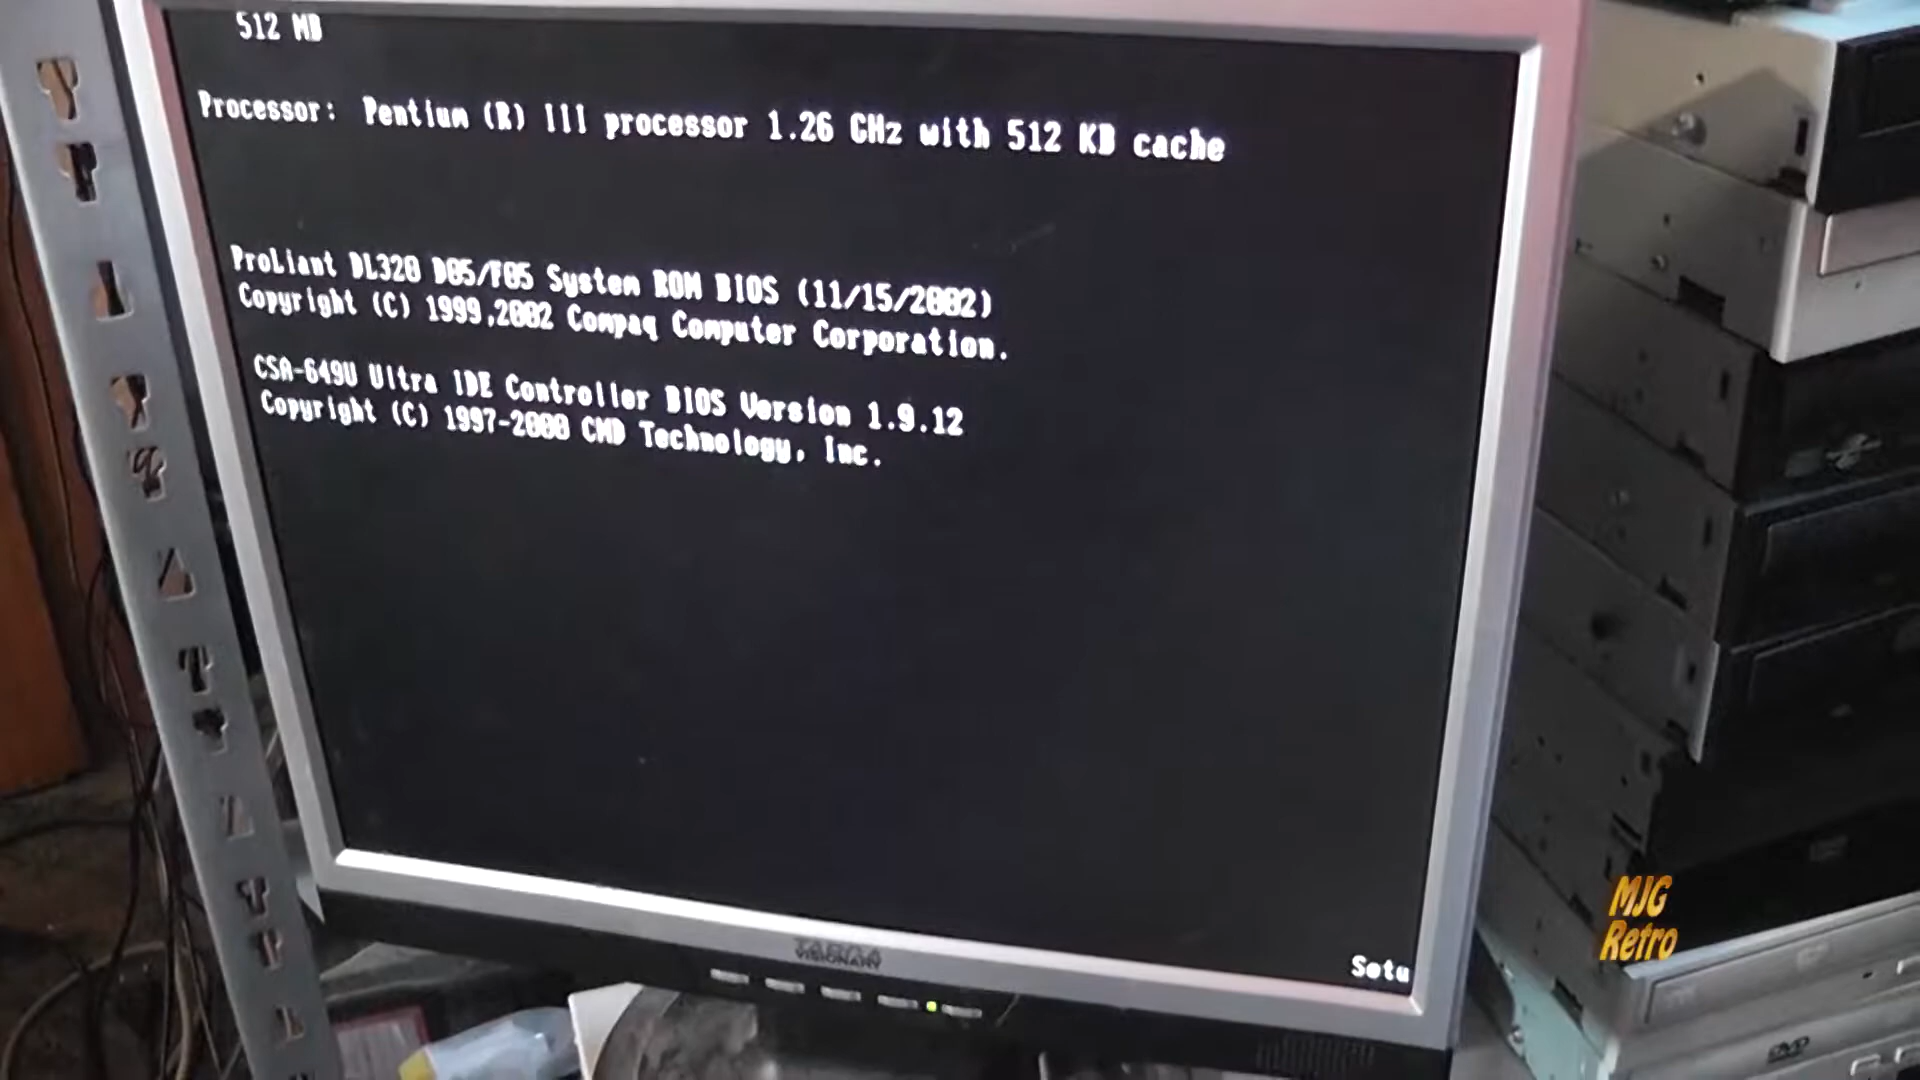 512 MB
Processor: Pentium (R) III processor 1.26 GHz with 512 KB cache
ProLiant DL320 D05/F05 System ROM BIOS (11/15/2002)
Copyright (C) 1999,2002 Compaq Computer Corporation.
CSA-649U Ultra IDE Controller BIOS Version 1.9.12
Copyright (C) 1997-2000 CMD Technology, Inc.
Setu
VISIONARY
MJG
Retro
DVD